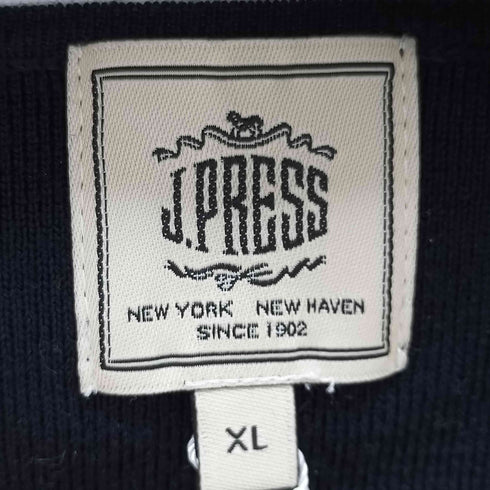 J.PRESS
NEW YORK NEW HAVEN
SINCE 1902
XL